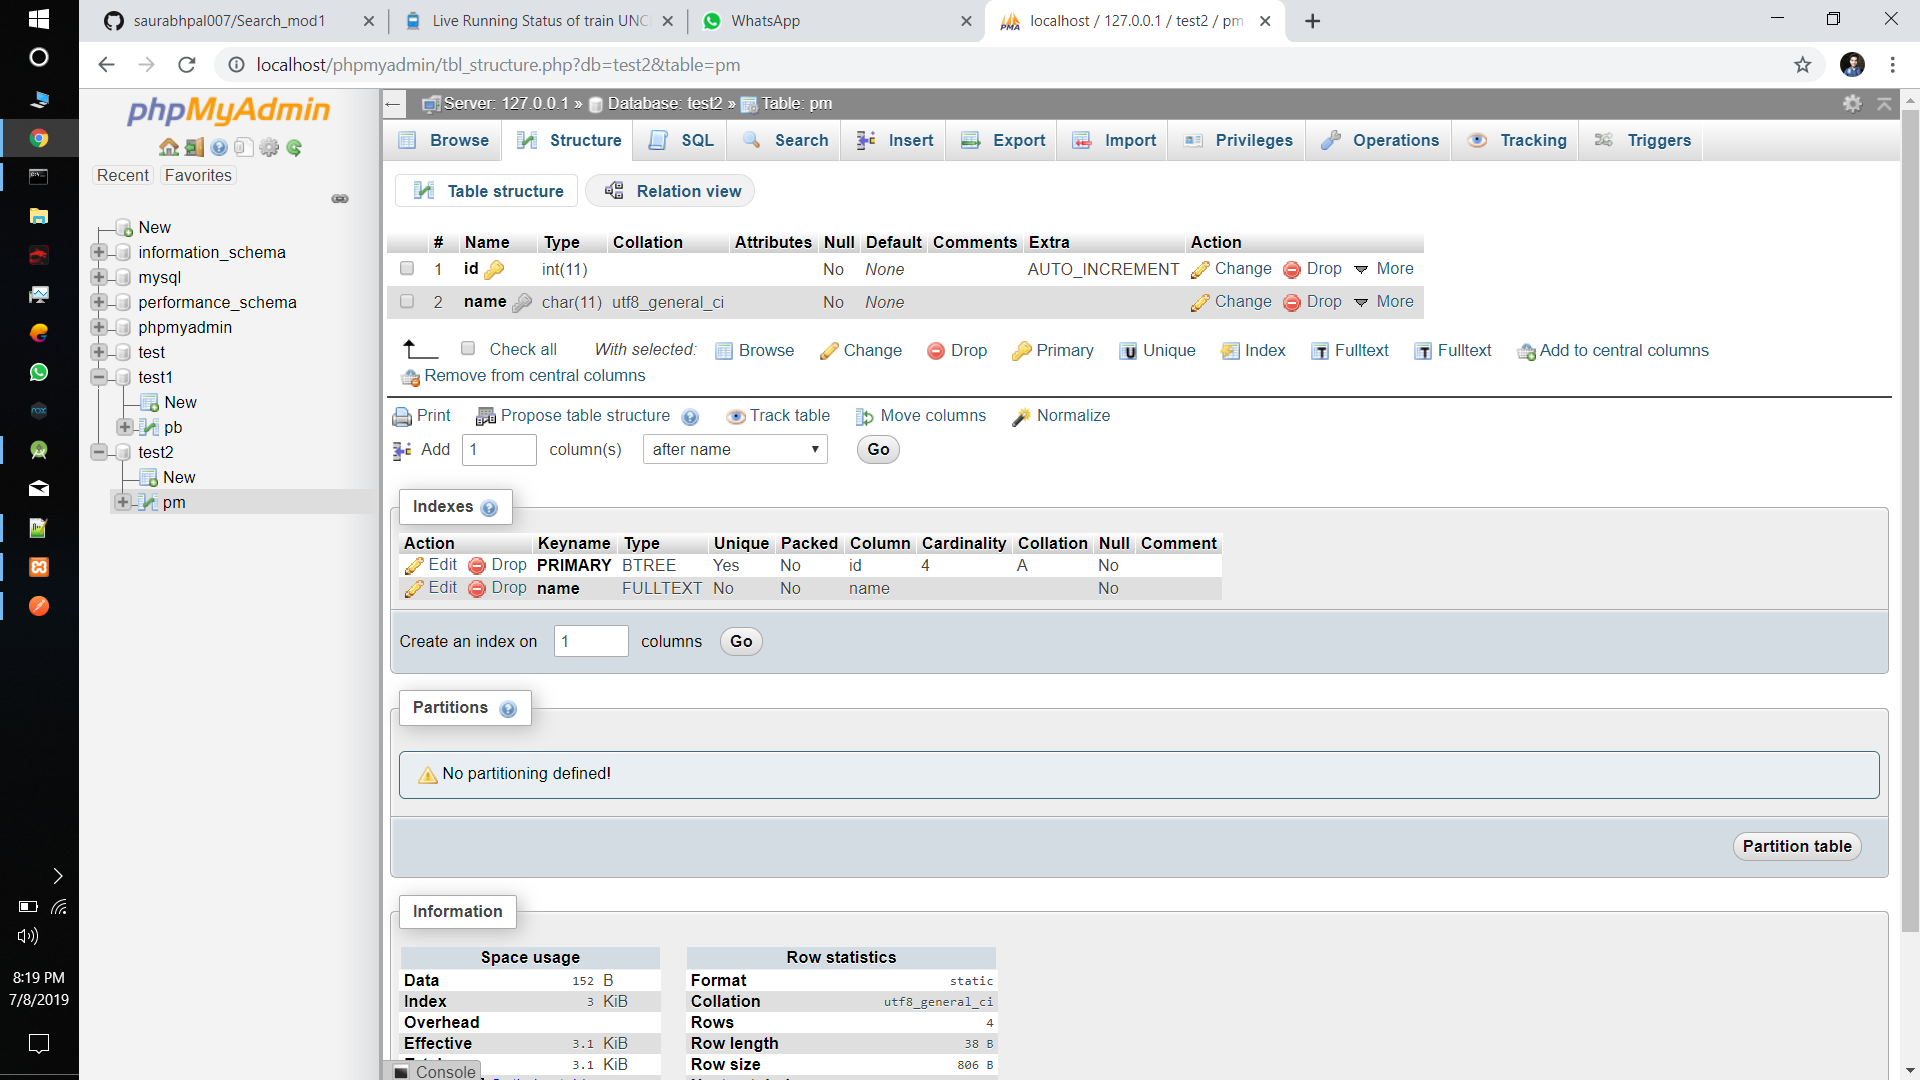 saurabhpal007/Search_mod1
Live Running Status of train UNC
WhatsApp
localhost / 127.0.0.1 / test2 / pm
localhost/phpmyadmin/tbl_structure.php?db=test2&table=pm
phpMyAdmin
Recent Favorites
New
information_schema
mysql
performance_schema
phpmyadmin
test
test1
New
pb
test2
New
pm
Server: 127.0.0.1 » Database: test2 » Table: pm
Browse Structure SQL Search Insert Export Import Privileges Operations Tracking Triggers
Table structure Relation view
# Name Type Collation Attributes Null Default Comments Extra Action
1 id int(11) No None AUTO_INCREMENT Change Drop More
2 name char(11) utf8_general_ci No None Change Drop More
Check all With selected: Browse Change Drop Primary Unique Index Fulltext Fulltext Add to central columns
Remove from central columns
Print Propose table structure Track table Move columns Normalize
Add 1 column(s) after name Go
Indexes
Action Keyname Type Unique Packed Column Cardinality Collation Null Comment
Edit Drop PRIMARY BTREE Yes No id 4 A No
Edit Drop name FULLTEXT No No name No
Create an index on 1 columns Go
Partitions
No partitioning defined!
Partition table
Information
Space usage
Data 152 B
Index 3 KiB
Overhead
Effective 3.1 KiB
3.1 KiB
Row statistics
Format static
Collation utf8_general_ci
Rows 4
Row length 38 B
Row size 806 B
Console
8:19 PM
7/8/2019